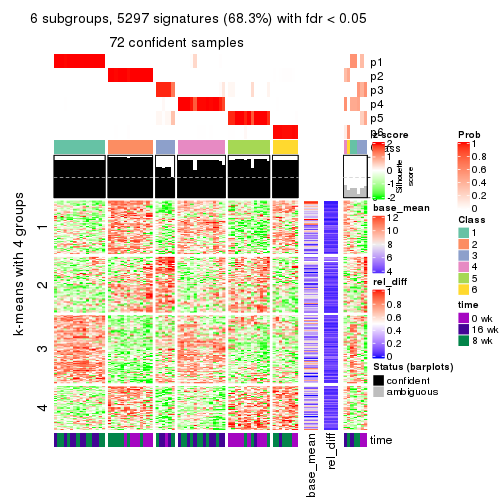 6 subgroups, 5297 signatures (68.3%) with fdr < 0.05
72 confident samples
p1
p2
p3
p4
p5
p6
z-score
2
-2
Silhouette score
k-means with 4 groups
1
2
3
4
base_mean
12
10
8
6
4
rel_diff
1
0.8
0.6
0.4
0.2
0
Status (barplots)
confident
ambiguous
Prob
1
0.8
0.6
0.4
0.2
0
Class
1
2
3
4
5
6
time
0 wk
16 wk
8 wk
time
base_mean
rel_diff